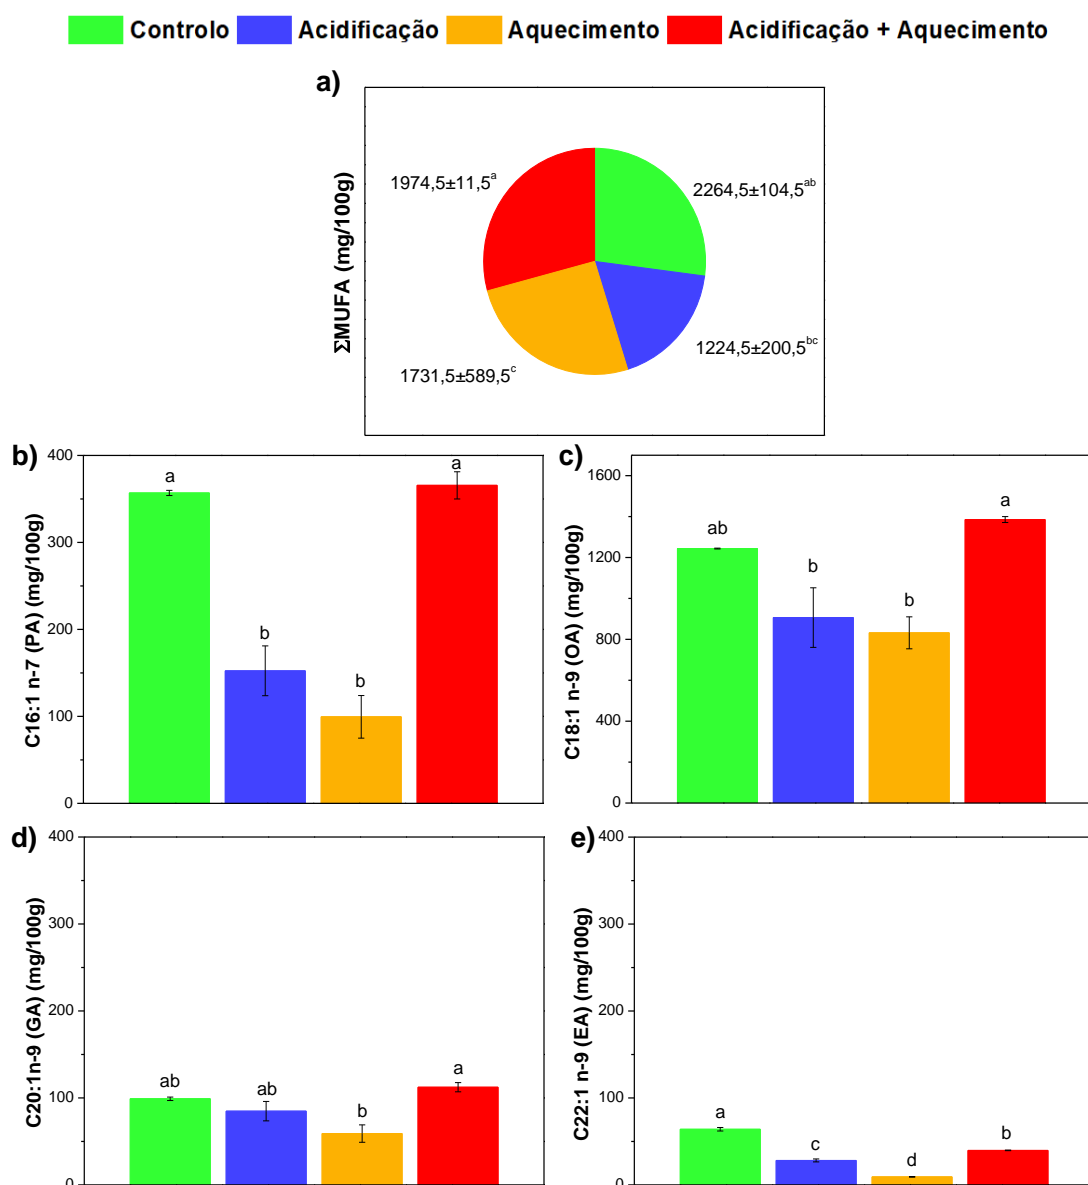 Controlo Acidificação Aquecimento Acidificação + Aquecimento
a)
ΣMUFA (mg/100g)
1974,5±11,5a
2264,5±104,5ab
1731,5±589,5c
1224,5±200,5bc
b)
C16:1 n-7 (PA) (mg/100g)
400
300
200
100
0
a
b
b
a
c)
C18:1 n-9 (OA) (mg/100g)
1600
1200
800
400
0
ab
b
b
a
d)
C20:1n-9 (GA) (mg/100g)
400
300
200
100
0
ab
ab
b
a
e)
C22:1 n-9 (EA) (mg/100g)
400
300
200
100
0
a
c
d
b